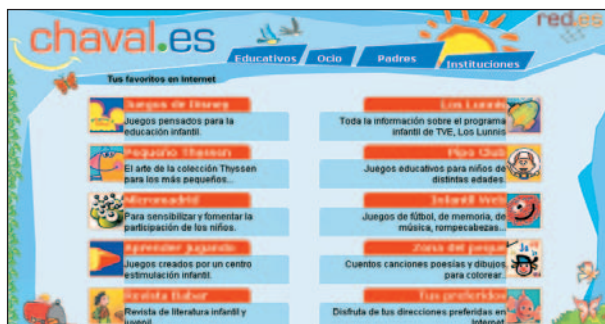 chaval.es
red.es
Educativos
Ocio
Padres
Instituciones
Tus favoritos en Internet
Juegos de Disney
Juegos pensados para la
educación infantil.
Los Lunnis
Toda la información sobre el programa
infantil de TVE, Los Lunnis
Pequeño Thyssen
El arte de la colección Thyssen
para los más pequeños...
Pipo Club
Juegos educativos para niños de
distintas edades.
Micromadrid
Para sensibilizar y fomentar la
participación de los niños.
Infantil Web
Juegos de fútbol, de memoria, de
música, rompecabezas...
Aprender jugando
Juegos creados por un centro
estimulación infantil.
Zona del peque
Cuentos canciones poesías y dibujos
para colorear.
Revista Babar
Revista de literatura infantil y
juvenil.
Tus preferidos
Disfruta de tus direcciones preferidas en
Internet